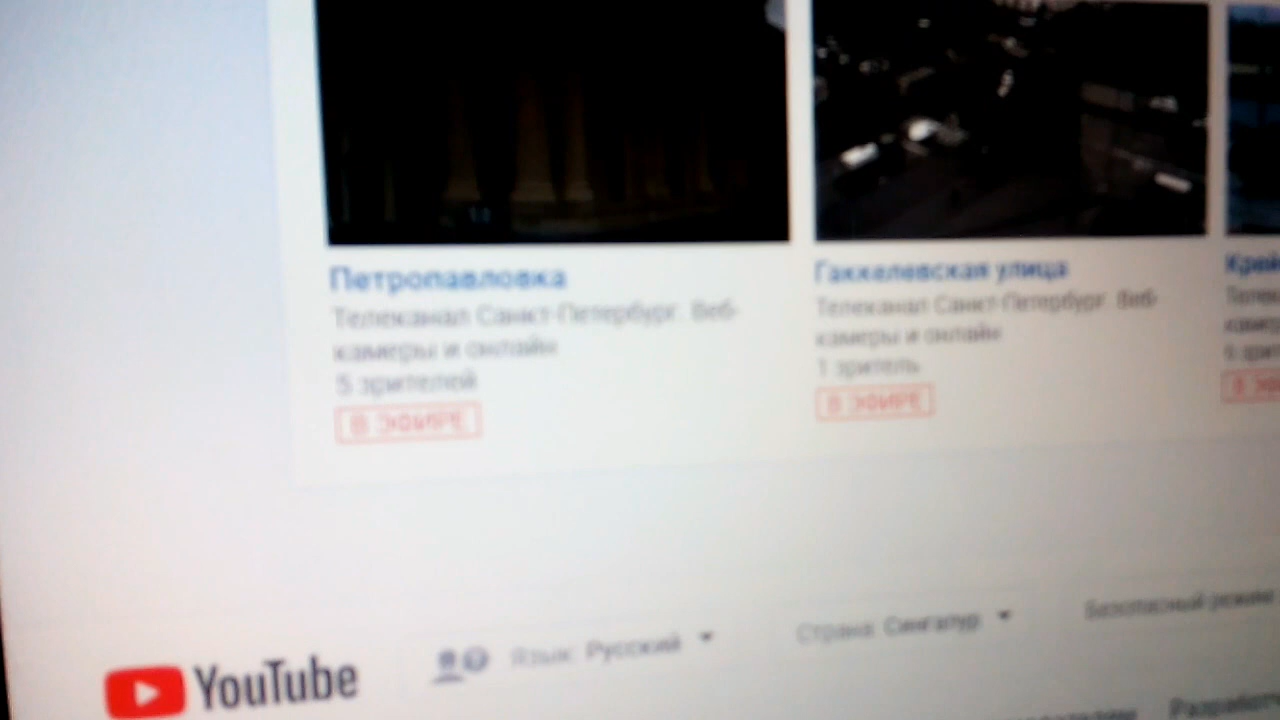 Петропавловка
Телеканал Санкт-Петербург. Веб-
камеры и онлайн
5 зрителей
В ЭФИРЕ
Гаккелевская улица
Телеканал Санкт-Петербург. Веб-
камеры и онлайн
1 зритель
В ЭФИРЕ
YouTube
Язык: Русский
Страна: Сингапур
Безопасный режим